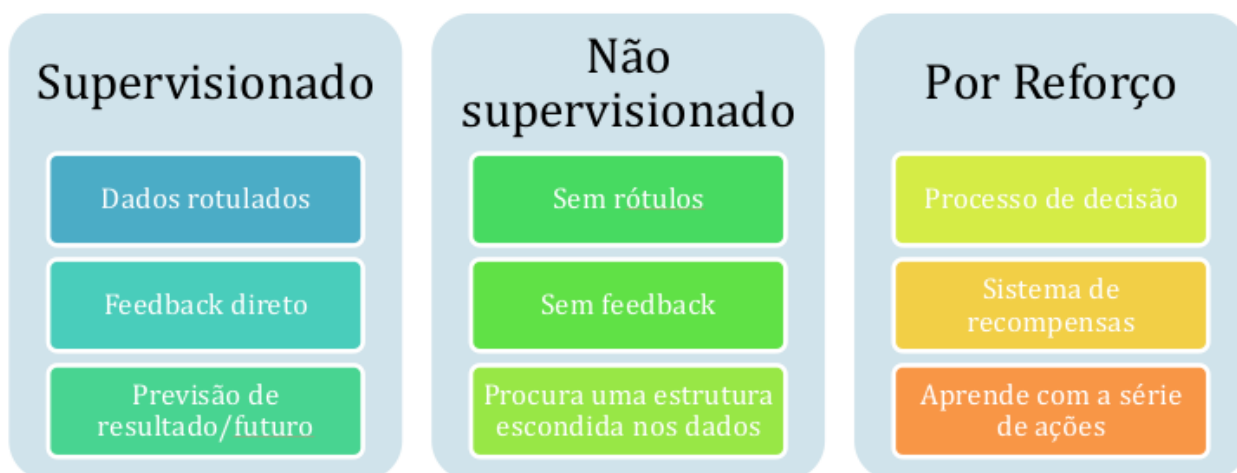 Supervisionado
Dados rotulados
Feedback direto
Previsão de
resultado/futuro
Não
supervisionado
Sem rótulos
Sem feedback
Procura uma estrutura
escondida nos dados
Por Reforço
Processo de decisão
Sistema de
recompensas
Aprende com a série
de ações